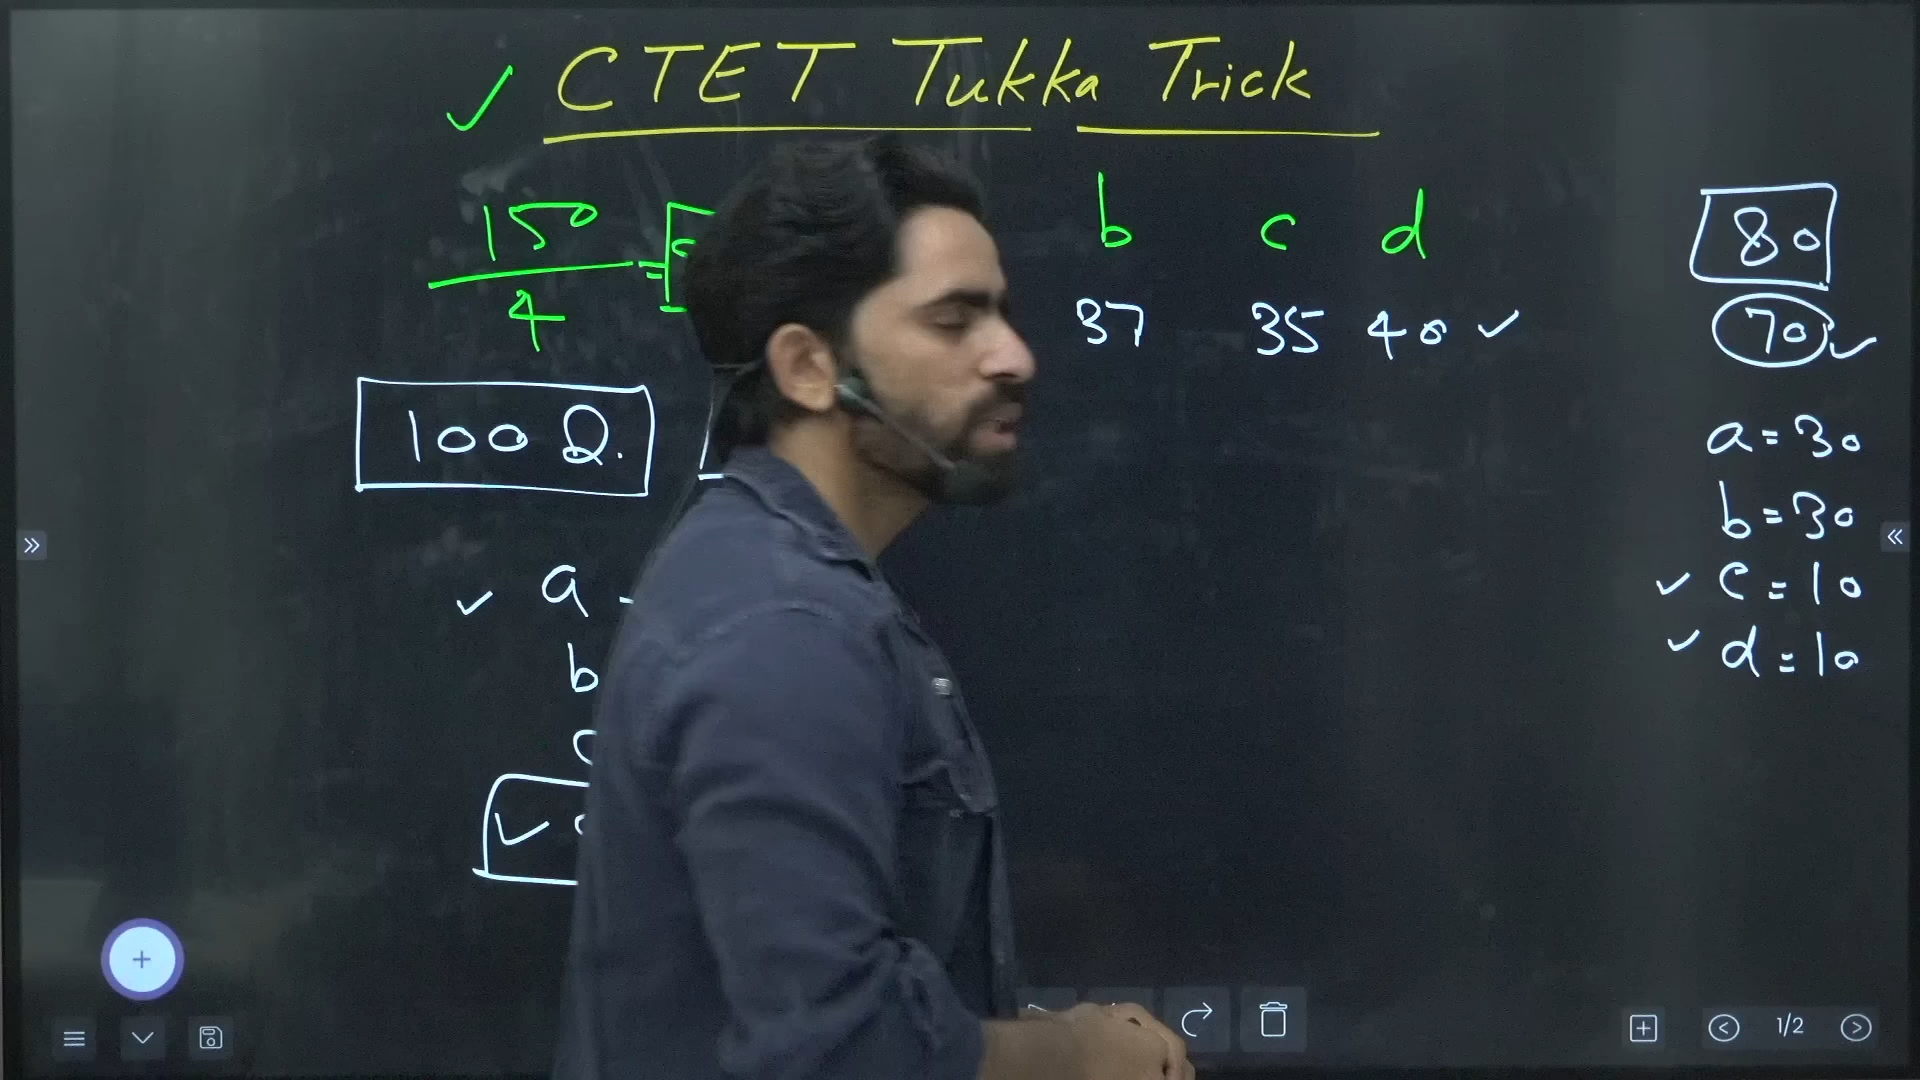 ✓ CTET Tukka Trick
150/4 =
b c d
37 35 40 ✓
100 Q.
✓ a -
b
c
✓
80
70 ✓
a = 30
b = 30
✓ c = 10
✓ d = 10
1/2